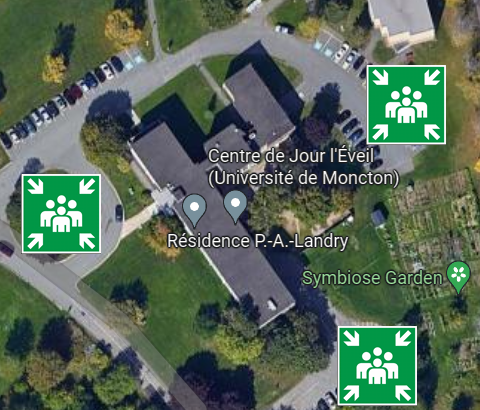 Centre de Jour l'Éveil
(Université de Moncton)
Résidence P.-A.-Landry
Symbiose Garden